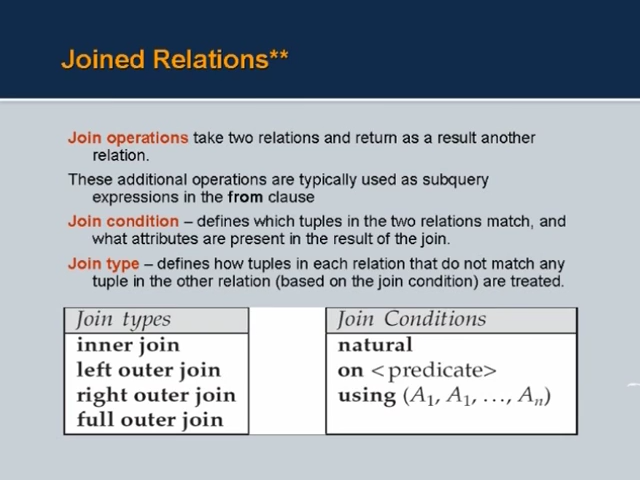 Joined Relations**
Join operations take two relations and return as a result another
relation.
These additional operations are typically used as subquery
expressions in the from clause
Join condition – defines which tuples in the two relations match, and
what attributes are present in the result of the join.
Join type – defines how tuples in each relation that do not match any
tuple in the other relation (based on the join condition) are treated.
Join types
inner join
left outer join
right outer join
full outer join
Join Conditions
natural
on <predicate>
using (A1, A1, …, An)